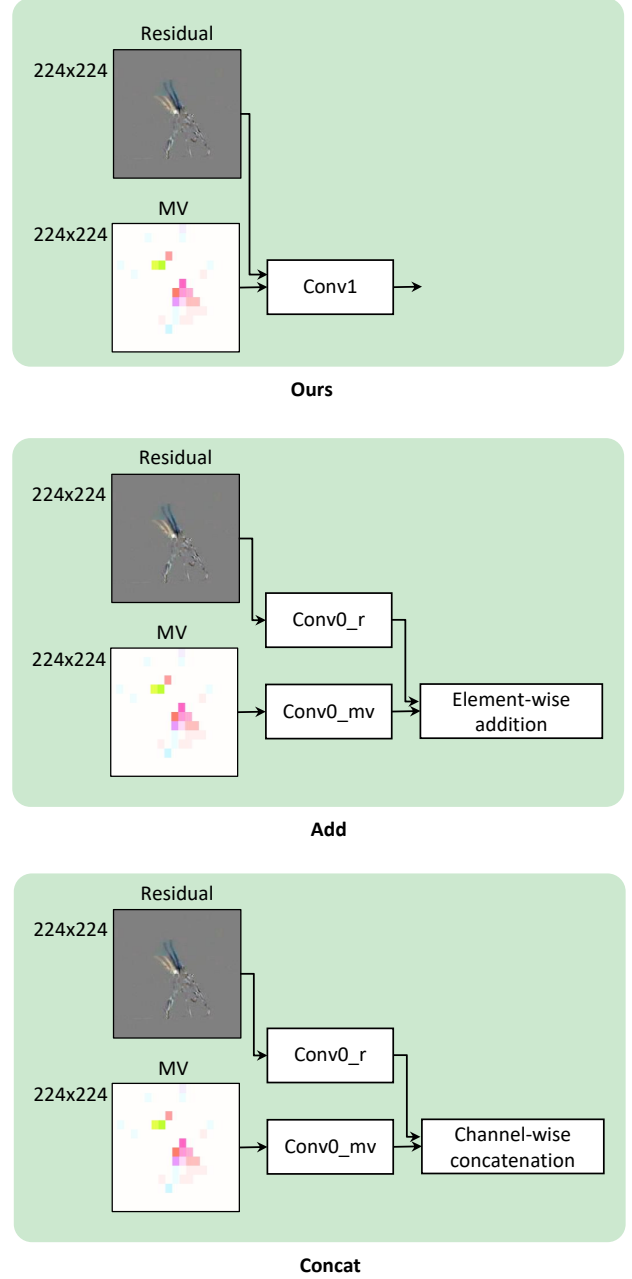 Residual
224x224
MV
224x224
Conv1
Ours
Residual
224x224
Conv0_r
MV
224x224
Conv0_mv
Element-wise
addition
Add
Residual
224x224
Conv0_r
MV
224x224
Conv0_mv
Channel-wise
concatenation
Concat